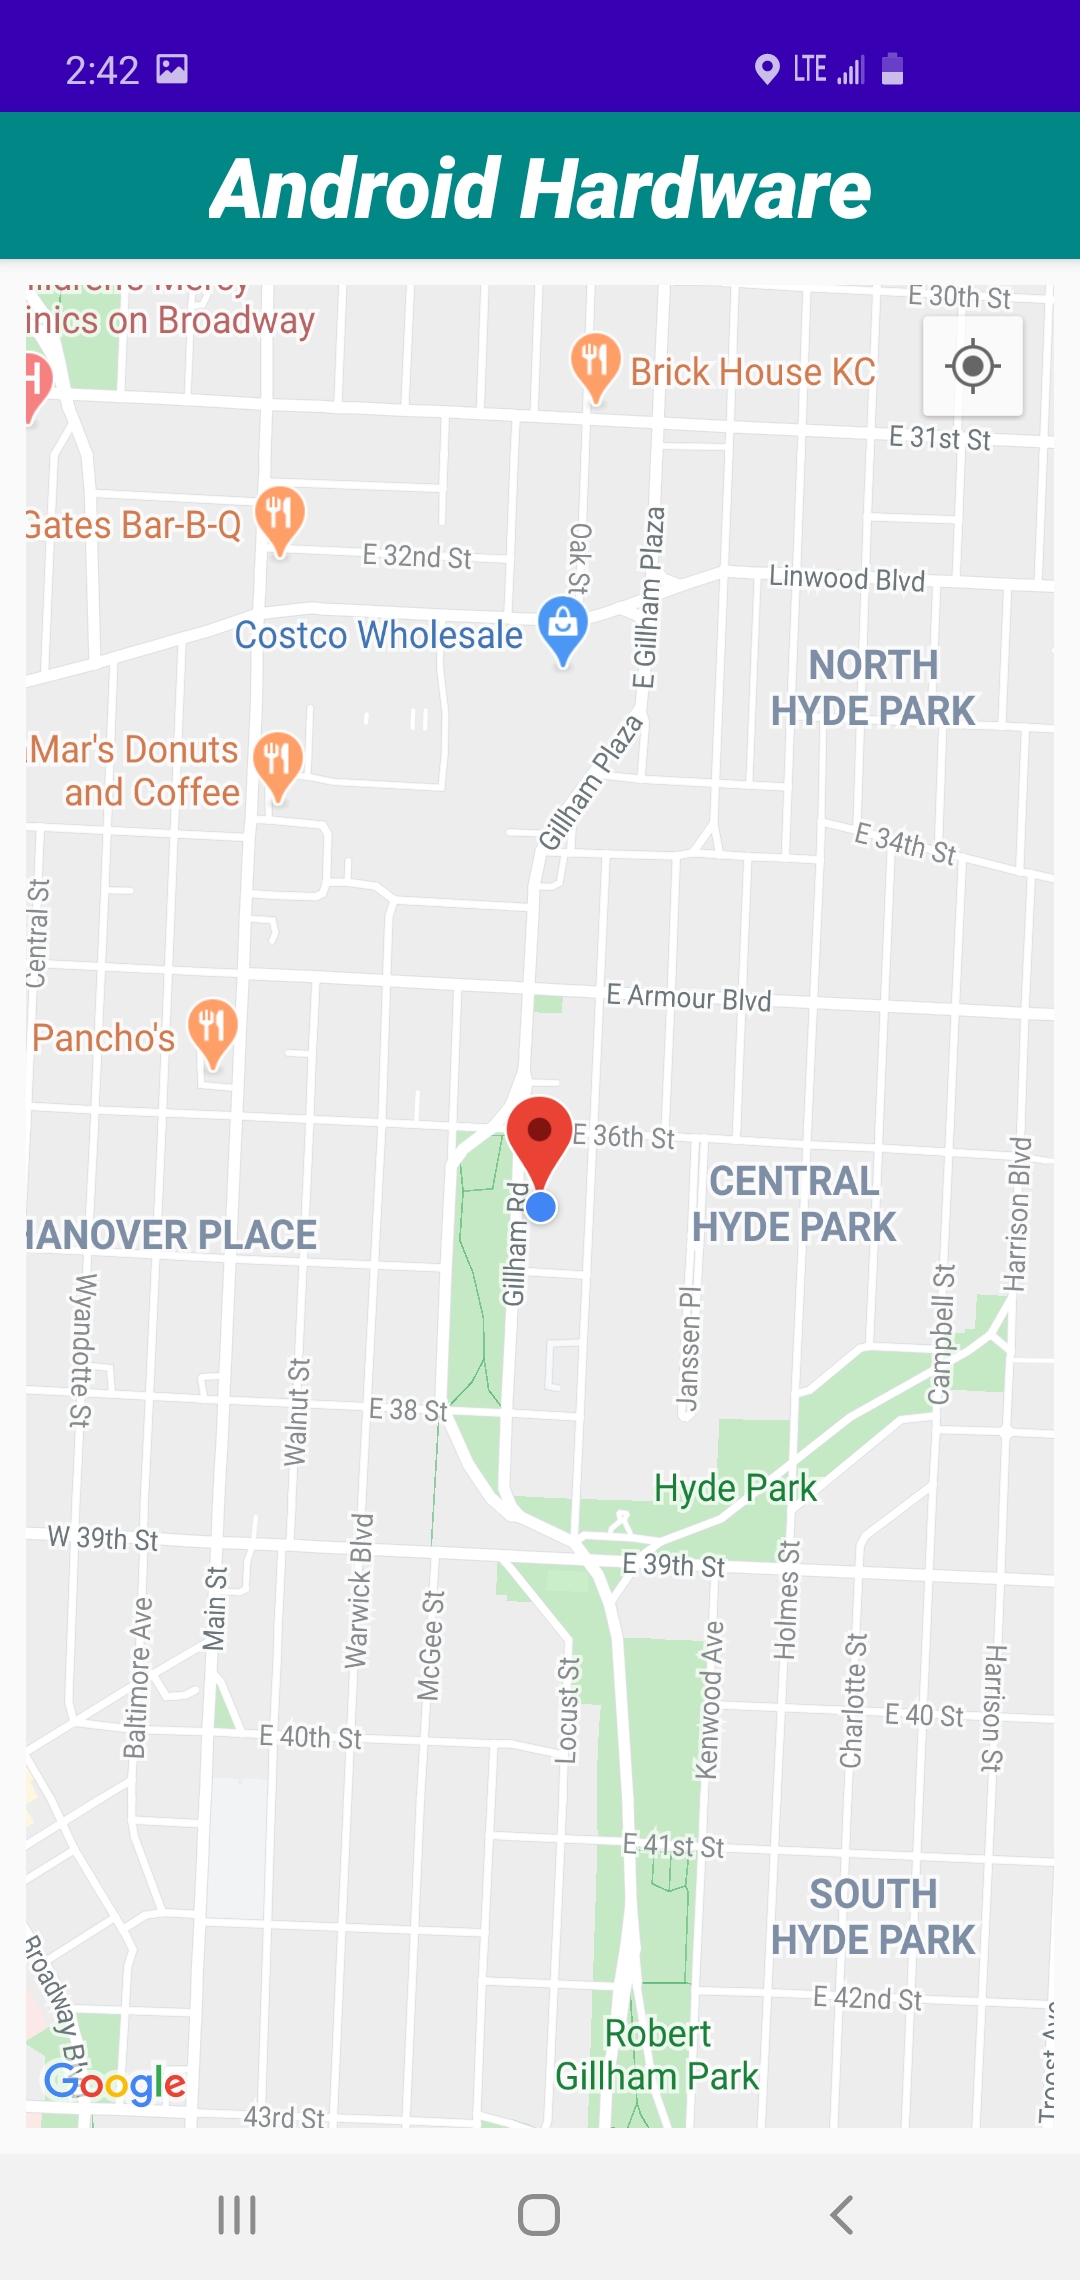 2:42
LTE
Android Hardware
inics on Broadway
E 30th St
Brick House KC
E 31st St
Gates Bar-B-Q
E 32nd St
Oak St
E Gillham Plaza
Linwood Blvd
Costco Wholesale
NORTH
HYDE PARK
Mar's Donuts
and Coffee
Gillham Plaza
E 34th St
Central St
E Armour Blvd
Pancho's
E 36th St
CENTRAL
HYDE PARK
Harrison Blvd
HANOVER PLACE
Gillham Rd
Wyandotte St
Janssen Pl
Campbell St
Walnut St
E 38 St
Hyde Park
W 39th St
E 39th St
Warwick Blvd
Main St
Holmes St
Baltimore Ave
McGee St
Locust St
Kenwood Ave
Charlotte St
Harrison St
E 40 St
E 40th St
E 41st St
SOUTH
HYDE PARK
Broadway
E 42nd St
Robert
Gillham Park
Troost
Google
43rd St